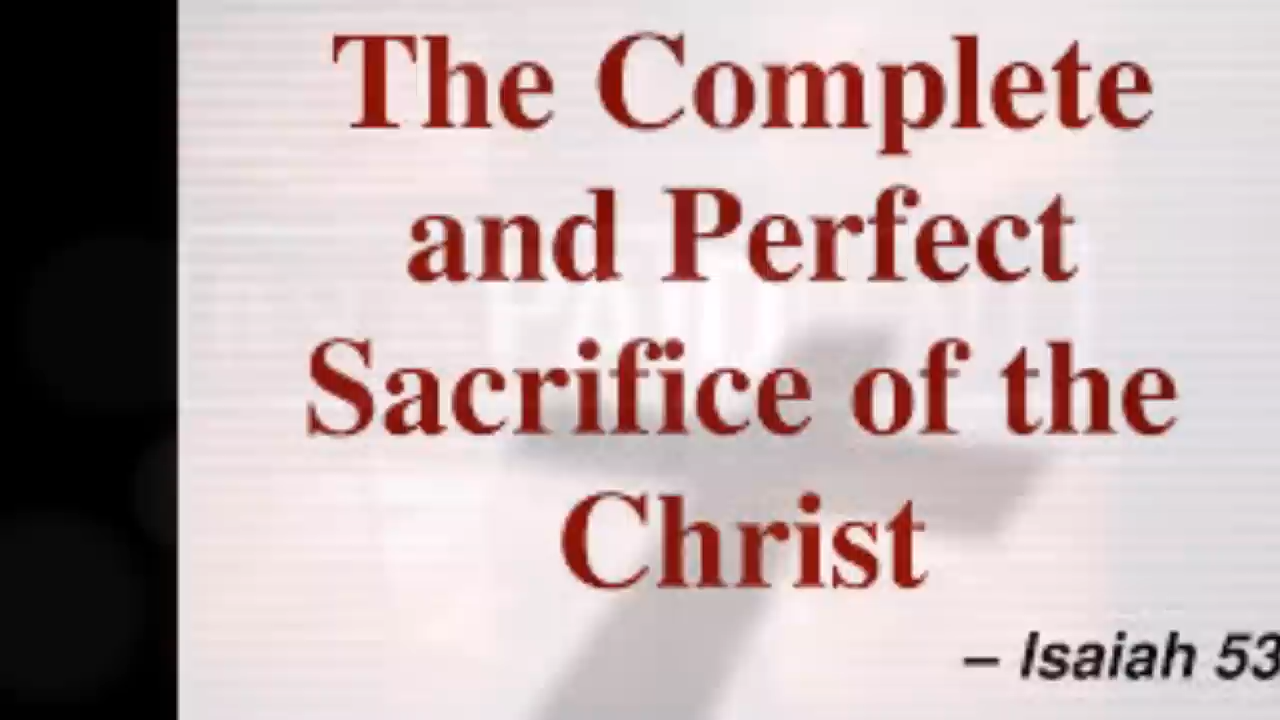 The Complete
and Perfect
Sacrifice of the
Christ
– Isaiah 53